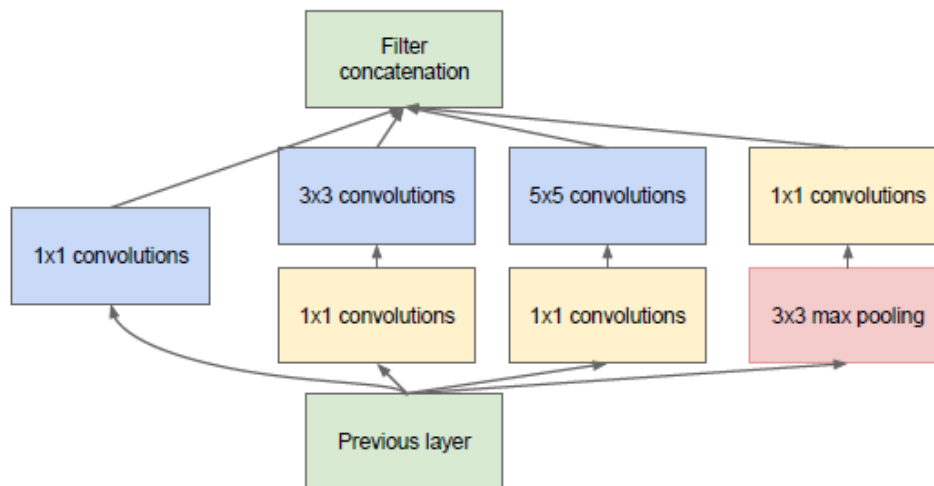 Filter
concatenation
3x3 convolutions
5x5 convolutions
1x1 convolutions
1x1 convolutions
1x1 convolutions
1x1 convolutions
3x3 max pooling
Previous layer